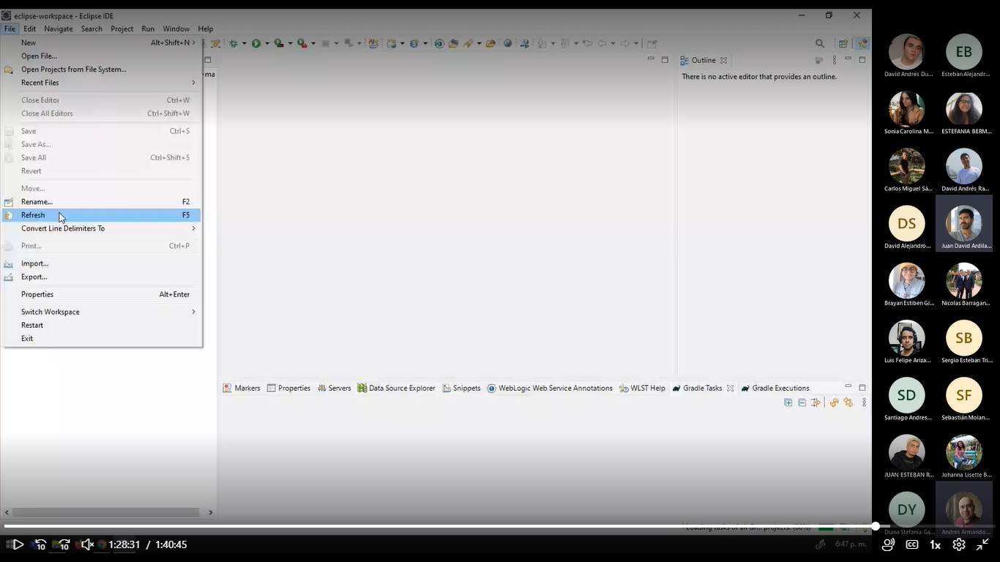 eclipse-workspace - Eclipse IDE
File Edit Navigate Search Project Run Window Help
New Alt+Shift+N
Open File...
Open Projects from File System...
Recent Files
Close Editor Ctrl+W
Close All Editors Ctrl+Shift+W
Save Ctrl+S
Save As...
Save All Ctrl+Shift+S
Revert
Move...
Rename... F2
Refresh F5
Convert Line Delimiters To
Print... Ctrl+P
Import...
Export...
Properties Alt+Enter
Switch Workspace
Restart
Exit
-ma
Outline
There is no active editor that provides an outline.
Markers Properties Servers Data Source Explorer Snippets WebLogic Web Service Annotations WLST Help Gradle Tasks Gradle Executions
David Andres Du...
EB
Esteban Alejandr...
Sonia Carolina M...
ESTEFANIA BERM...
Carlos Miguel Sá...
David Andrés Ra...
DS
David Alejandro...
Juan David Ardila...
Brayan Estiben Gi...
Nicolas Barragan...
Luis Felipe Ariza...
SB
Sergio Esteban Tri...
SD
Santiago Andres...
SF
Sebastián Molan...
JUAN ESTEBAN R...
Johanna Lisette B...
DY
Diana Stefania Ga...
Andres Armando...
10 10 1:28:31 / 1:40:45
6:47 p. m.
1x